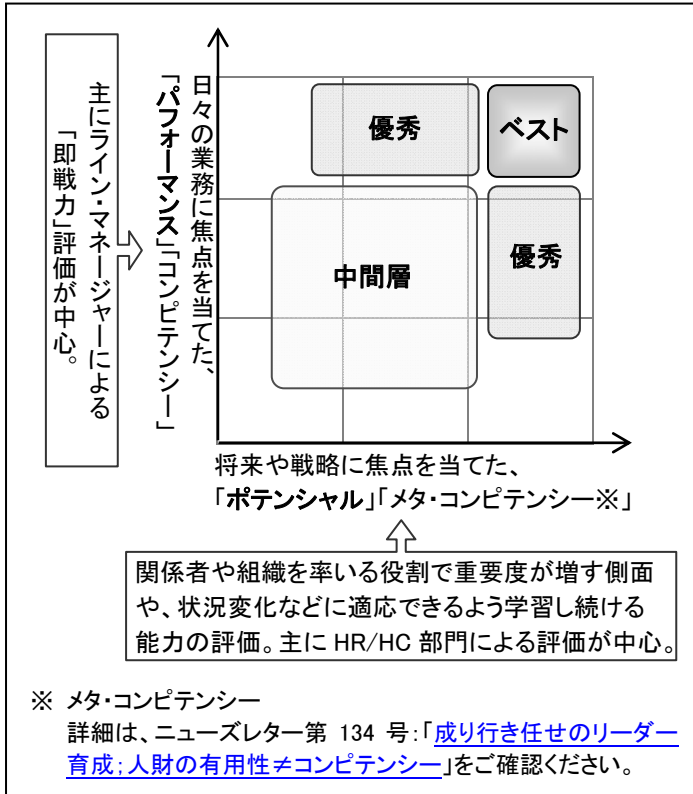 主にライン・マネージャーによる
「即戦力」評価が中心。
日々の業務に焦点を当てた、
「パフォーマンス」「コンピテンシー」
優秀
ベスト
中間層
優秀
将来や戦略に焦点を当てた、
「ポテンシャル」「メタ・コンピテンシー※」
関係者や組織を率いる役割で重要度が増す側面
や、状況変化などに適応できるよう学習し続ける
能力の評価。主に HR/HC 部門による評価が中心。
※ メタ・コンピテンシー
詳細は、ニューズレター第 134 号:「成り行き任せのリーダー
育成;人財の有用性≠コンピテンシー」をご確認ください。